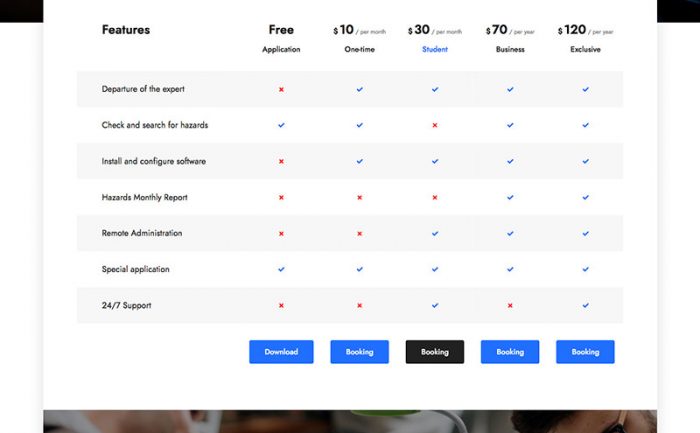 Features Free $ 10 / per month $ 30 / per month $ 70 / per year $ 120 / per year
Application One-time Student Business Exclusive
Departure of the expert
Check and search for hazards
Install and configure software
Hazards Monthly Report
Remote Administration
Special application
24/7 Support
Download Booking Booking Booking Booking